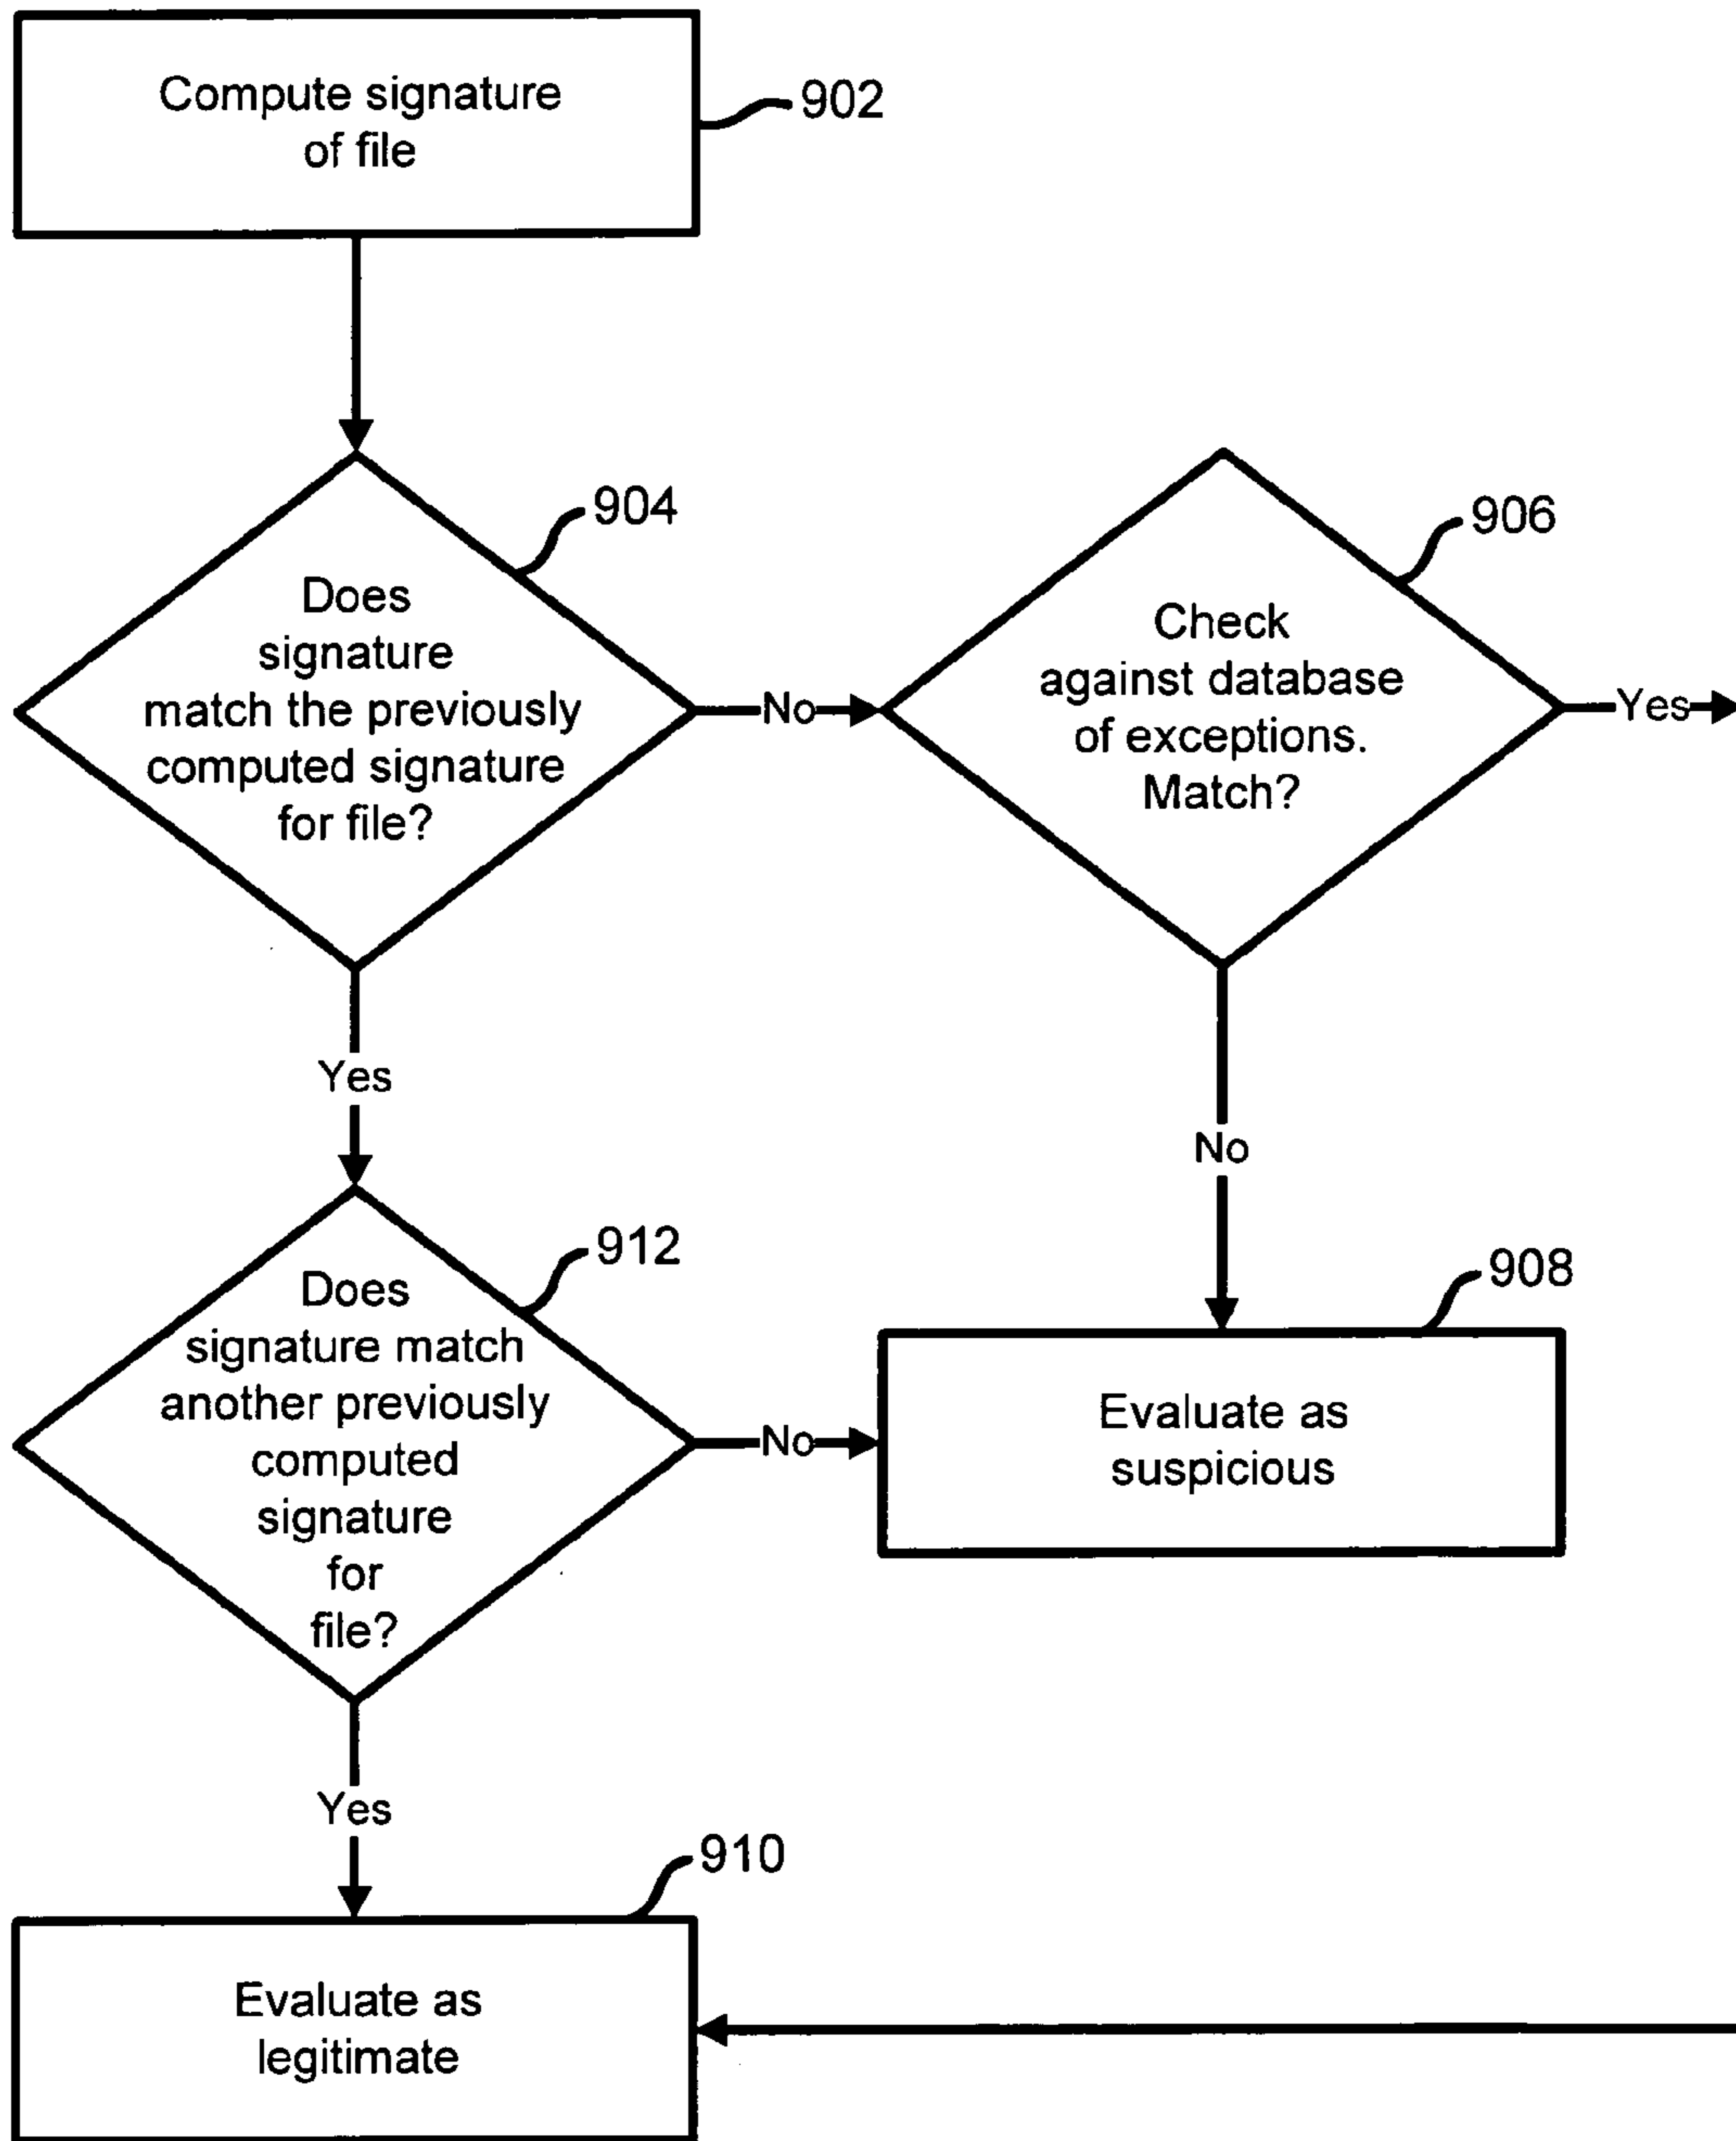 Compute signature
of file
902
904
Does
signature
match the previously
computed signature
for file?
No
906
Check
against database
of exceptions.
Match?
Yes
Yes
No
912
Does
signature match
another previously
computed
signature
for
file?
No
908
Evaluate as
suspicious
Yes
910
Evaluate as
legitimate